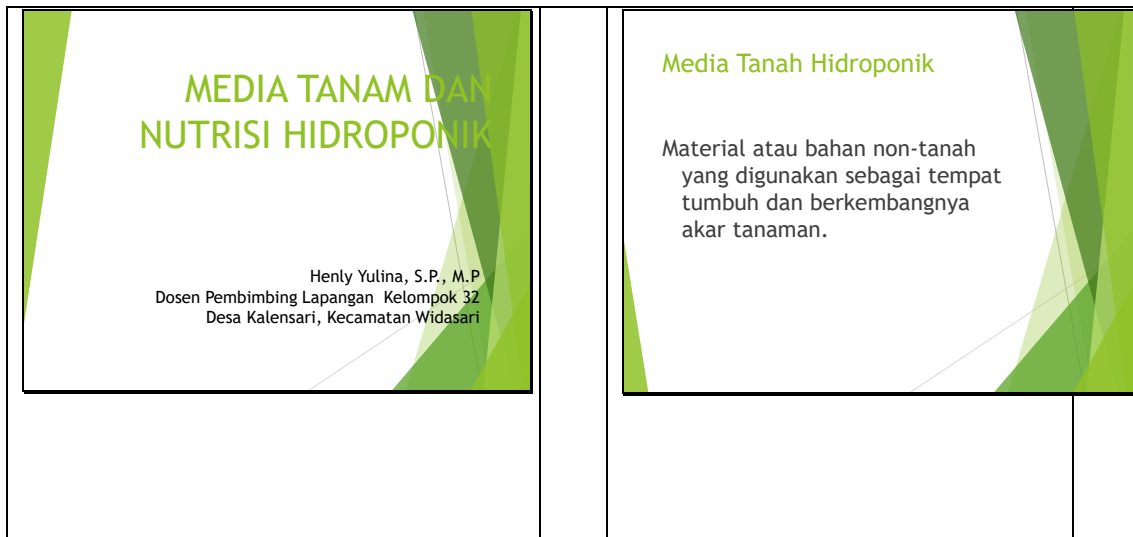 MEDIA TANAM DAN
NUTRISI HIDROPONIK
Henly Yulina, S.P., M.P
Dosen Pembimbing Lapangan Kelompok 32
Desa Kalensari, Kecamatan Widasari
Media Tanah Hidroponik
Material atau bahan non-tanah
yang digunakan sebagai tempat
tumbuh dan berkembangnya
akar tanaman.